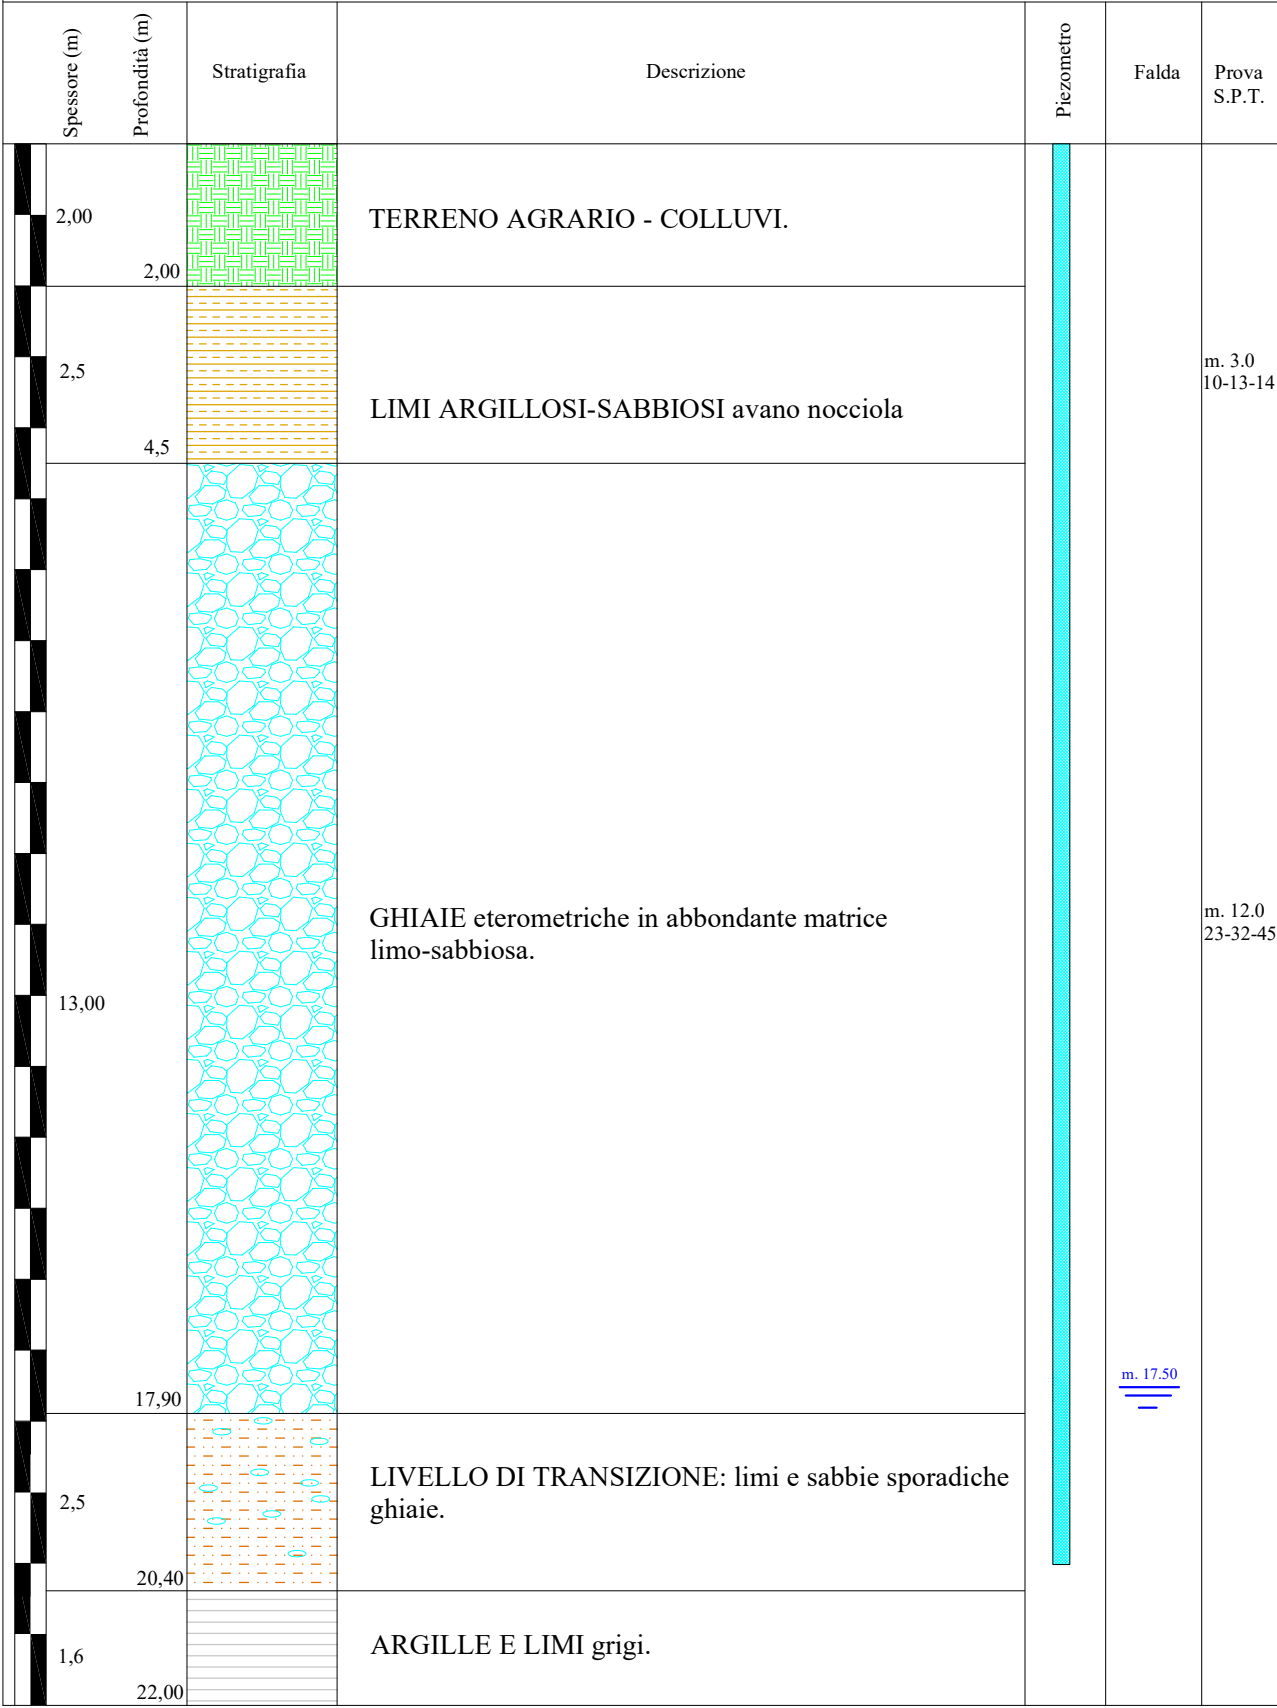 Spessore (m)
Profondità (m)
Stratigrafia
Descrizione
Piezometro
Falda
Prova
S.P.T.
2,00
2,00
TERRENO AGRARIO - COLLUVI.
2,5
4,5
LIMI ARGILLOSI-SABBIOSI avano nocciola
m. 3.0
10-13-14
13,00
17,90
GHIAIE eterometriche in abbondante matrice
limo-sabbiosa.
m. 12.0
23-32-45
m. 17.50
2,5
20,40
LIVELLO DI TRANSIZIONE: limi e sabbie sporadiche
ghiaie.
1,6
22,00
ARGILLE E LIMI grigi.